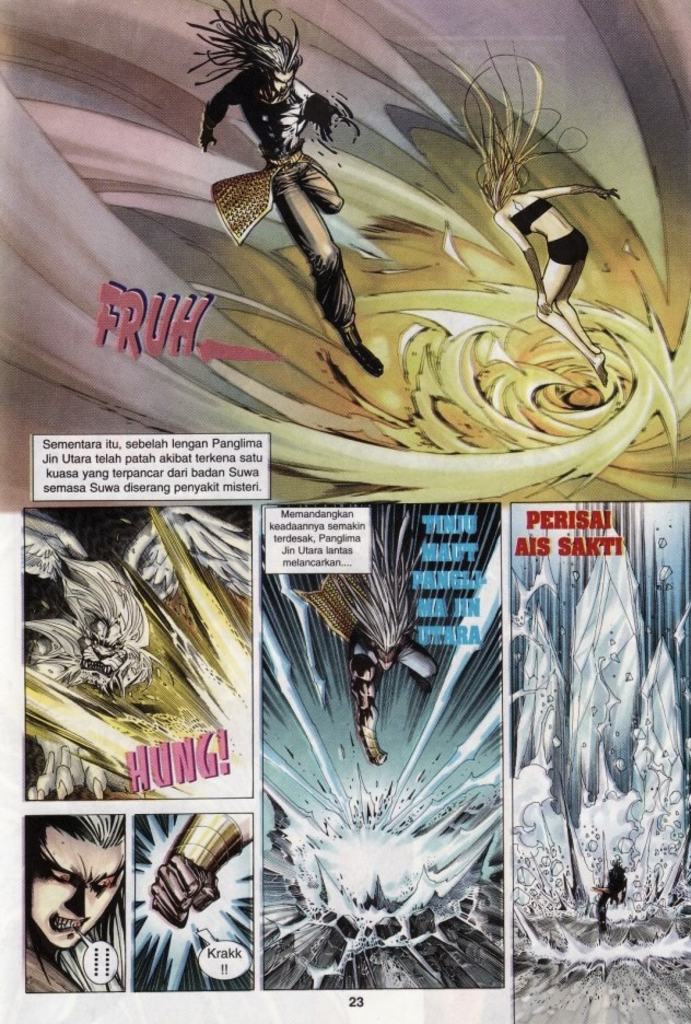 FRUH
Sementara itu, sebelah lengan Panglima
Jin Utara telah patah akibat terkena satu
kuasa yang terpancar dari badan Suwa
semasa Suwa diserang penyakit misteri.
HUNG!
!!!
Krakk
!!
Memandangkan
keadaannya semakin
terdesak, Panglima
Jin Utara lantas
melancarkan....
TINJU
MAUT
PANGLI-
MA JIN
UTARA
PERISAI
AIS SAKTI
23